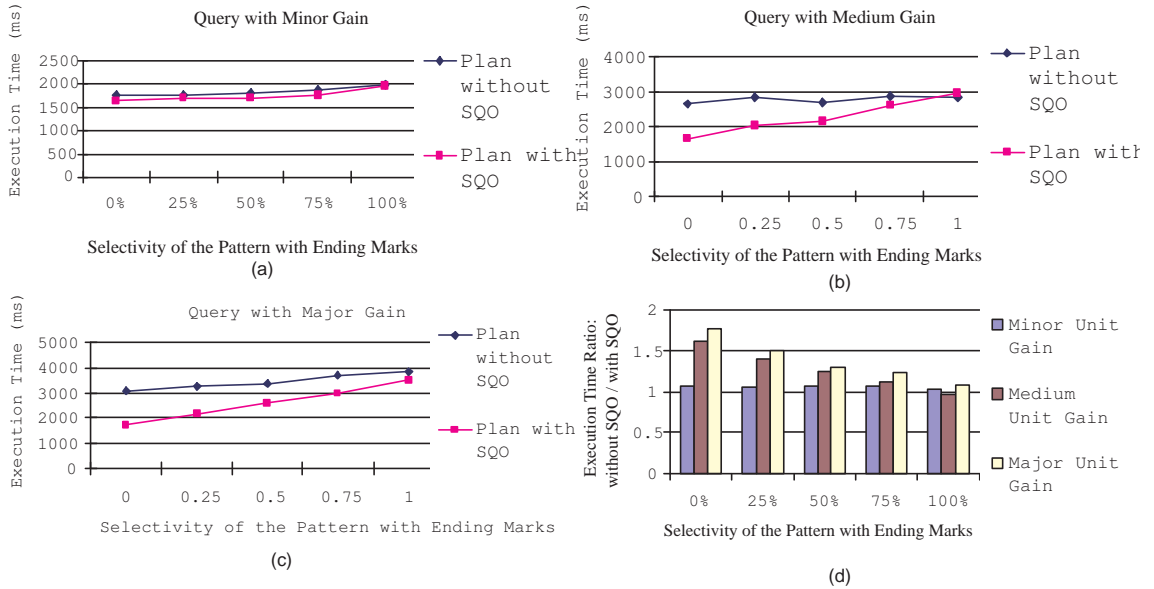 Query with Minor Gain
Execution Time (ms)
2500
2000
1500
1000
500
0
0% 25% 50% 75% 100%
Selectivity of the Pattern with Ending Marks
(a)
Plan
without
SQO
Plan with
SQO
Query with Medium Gain
Execution Time (ms)
4000
3000
2000
1000
0
0 0.25 0.5 0.75 1
Selectivity of the Pattern with Ending Marks
(b)
Plan
without
SQO
Plan with
SQO
Query with Major Gain
Execution Time (ms)
5000
4000
3000
2000
1000
0
0 0.25 0.5 0.75 1
Selectivity of the Pattern with Ending Marks
(c)
Plan
without
SQO
Plan with
SQO
Execution Time Ratio:
without SQO / with SQO
2
1.5
1
0.5
0
0% 25% 50% 75% 100%
Selectivity of the Pattern with Ending Marks
(d)
Minor Unit
Gain
Medium
Unit Gain
Major Unit
Gain